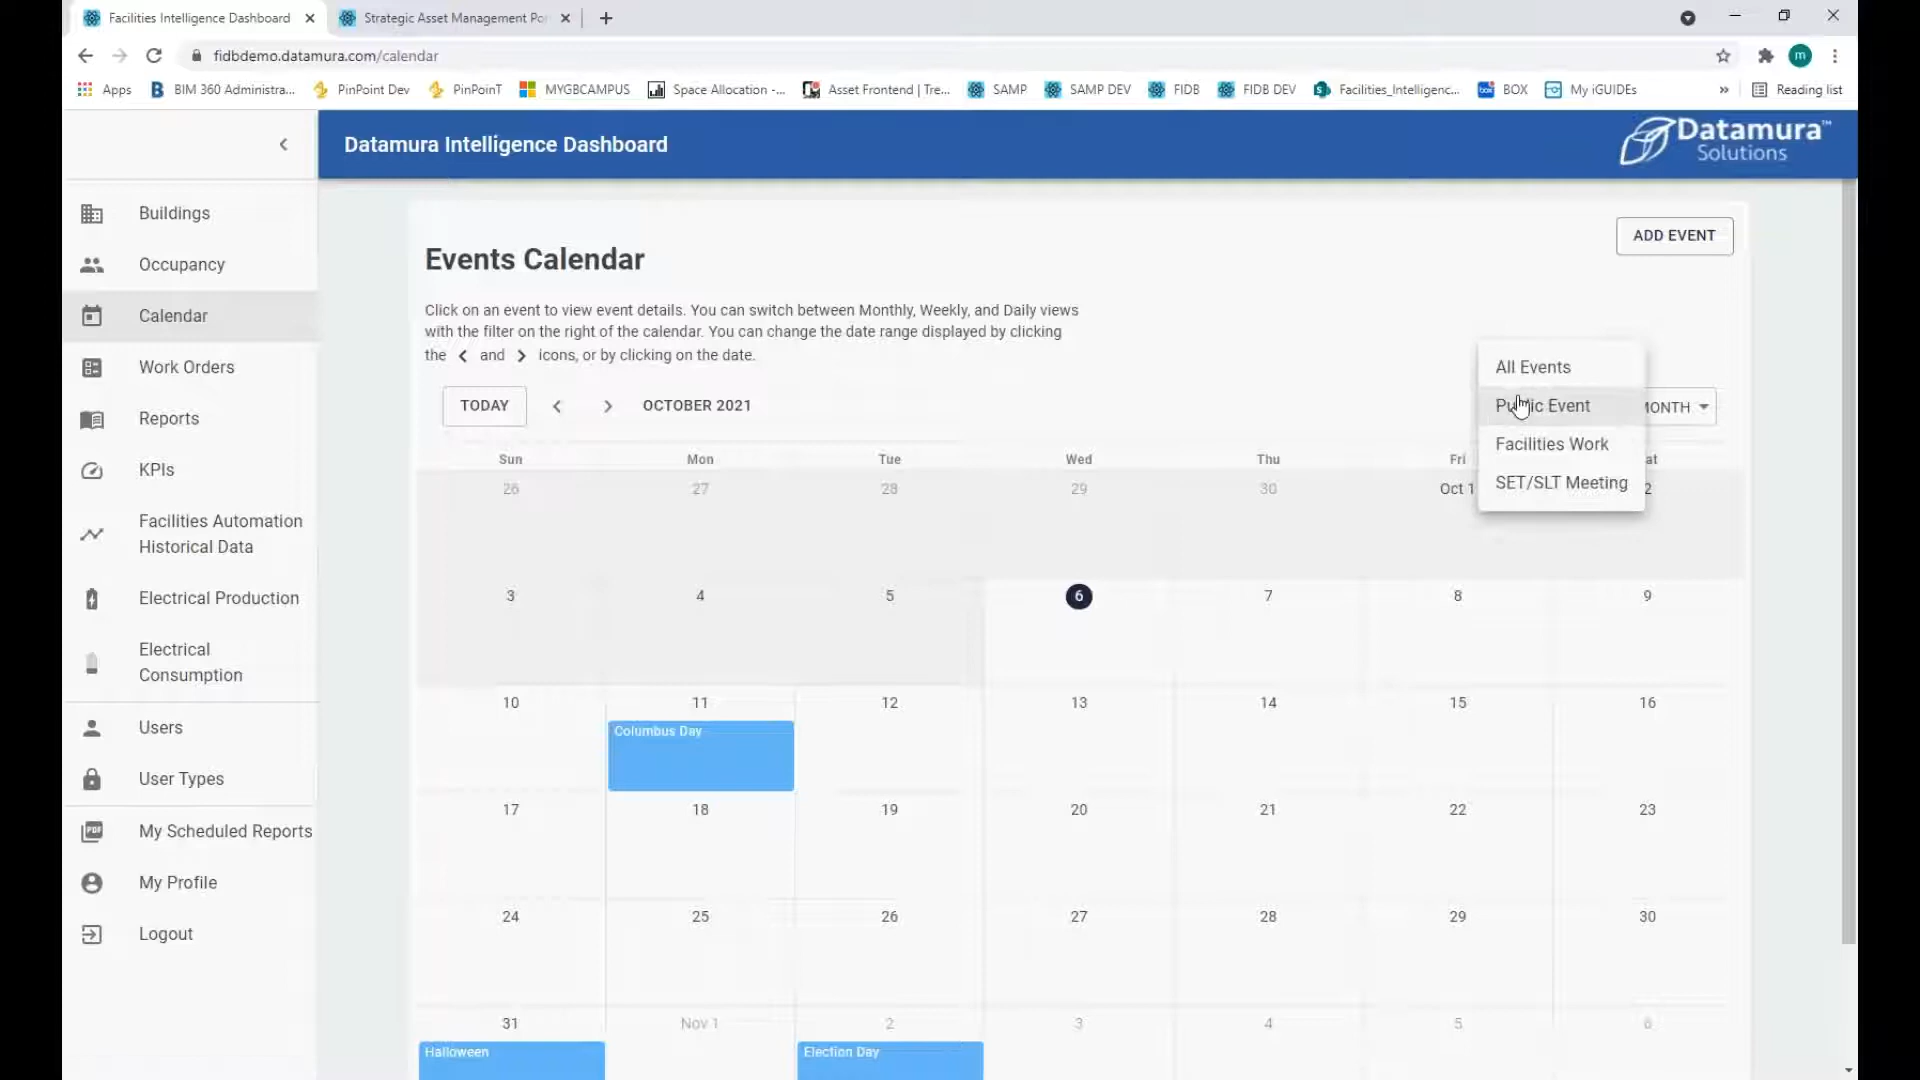 Facilities Intelligence Dashboard
Strategic Asset Management Po
fidbdemo.datamura.com/calendar
m
Apps
BIM 360 Administra...
PinPoint Dev
PinPoinT
MYGBCAMPUS
Space Allocation -...
Asset Frontend | Tre...
SAMP
SAMP DEV
FIDB
FIDB DEV
Facilities_Intelligenc...
BOX
My iGUIDEs
Reading list
Datamura Intelligence Dashboard
Datamura™
Solutions
Buildings
Occupancy
Calendar
Work Orders
Reports
KPIs
Facilities Automation
Historical Data
Electrical Production
Electrical
Consumption
Users
User Types
My Scheduled Reports
My Profile
Logout
ADD EVENT
Events Calendar
Click on an event to view event details. You can switch between Monthly, Weekly, and Daily views
with the filter on the right of the calendar. You can change the date range displayed by clicking
the < and > icons, or by clicking on the date.
All Events
Public Event
Facilities Work
SET/SLT Meeting
TODAY < > OCTOBER 2021
MONTH
Sun Mon Tue Wed Thu Fri at
26 27 28 29 30 Oct 1 2
3 4 5 6 7 8 9
10 11 12 13 14 15 16
Columbus Day
17 18 19 20 21 22 23
24 25 26 27 28 29 30
31 Nov 1 2 3 4 5 6
Halloween Election Day